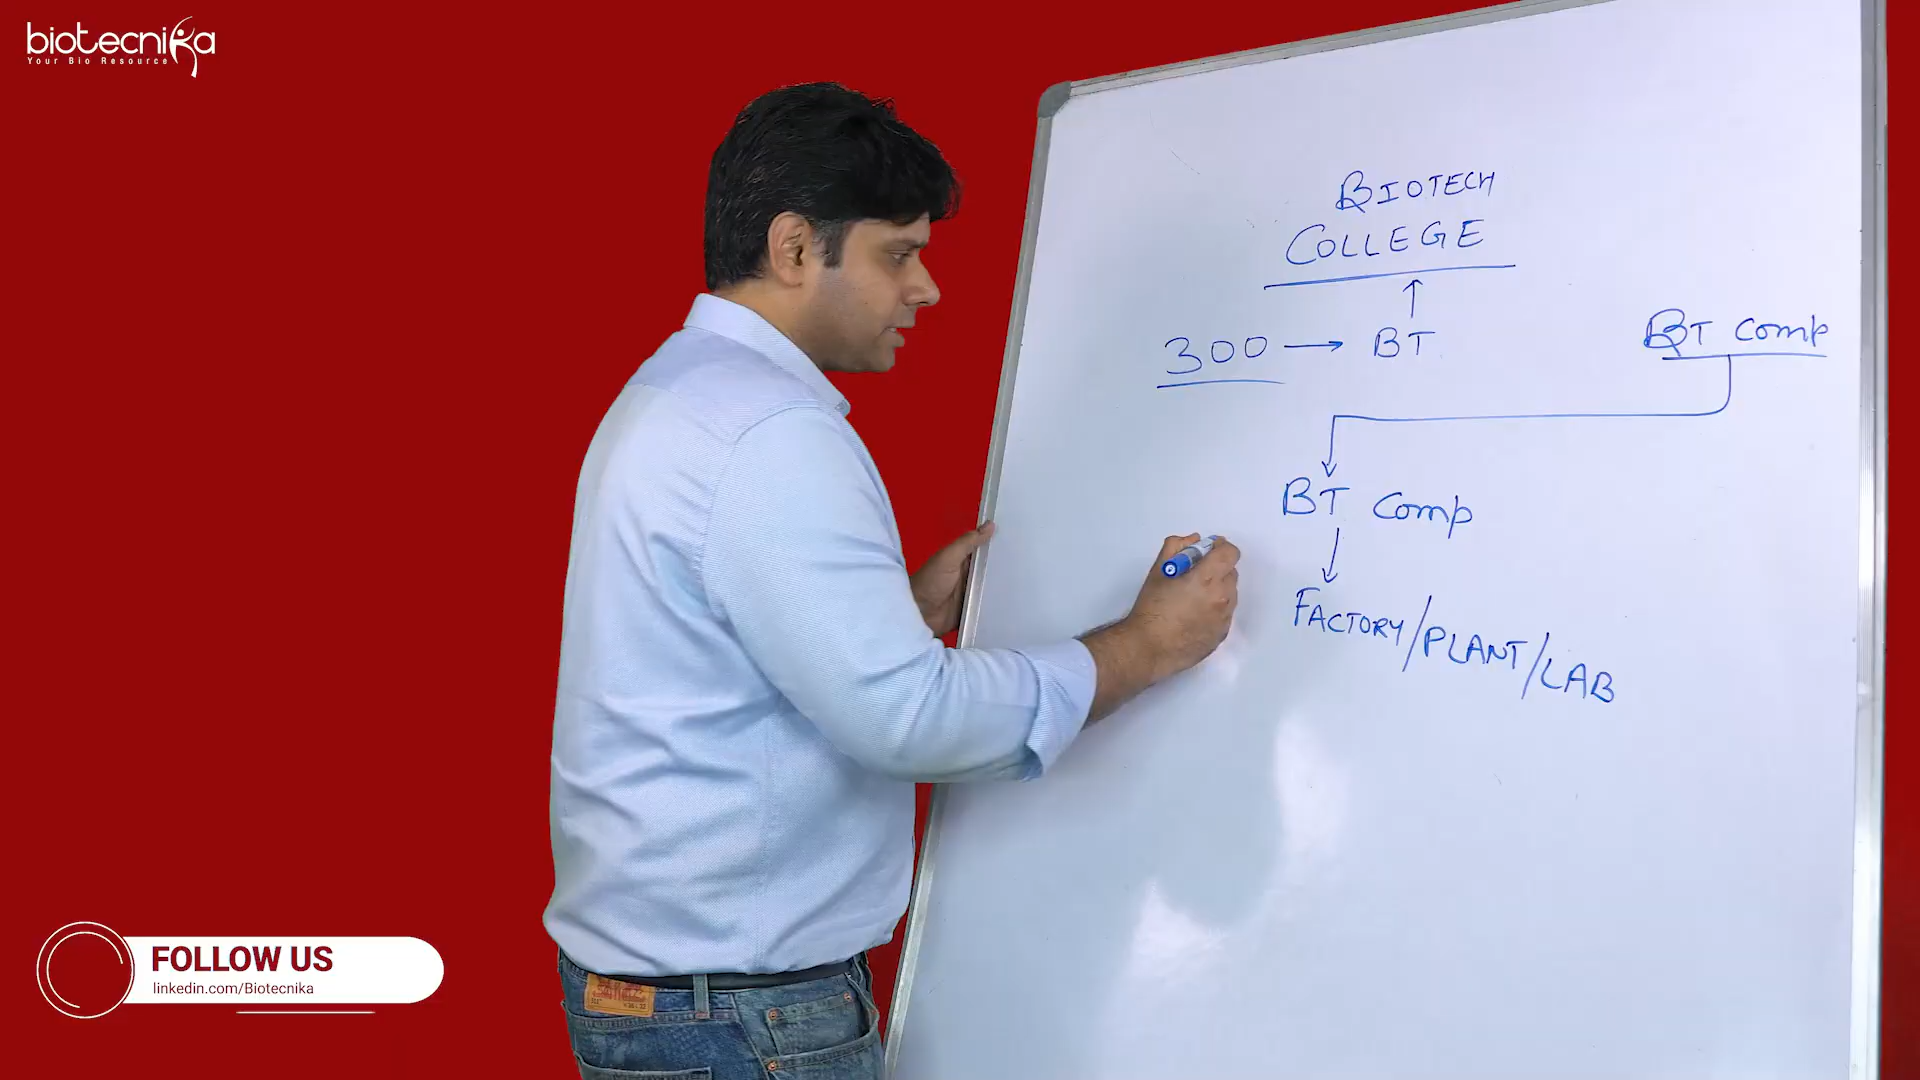 biotecnika
Your Bio Resource
BIOTECH
COLLEGE
300 → BT
BT Comp
BT Comp
FACTORY/PLANT/LAB
FOLLOW US
linkedin.com/Biotecnika